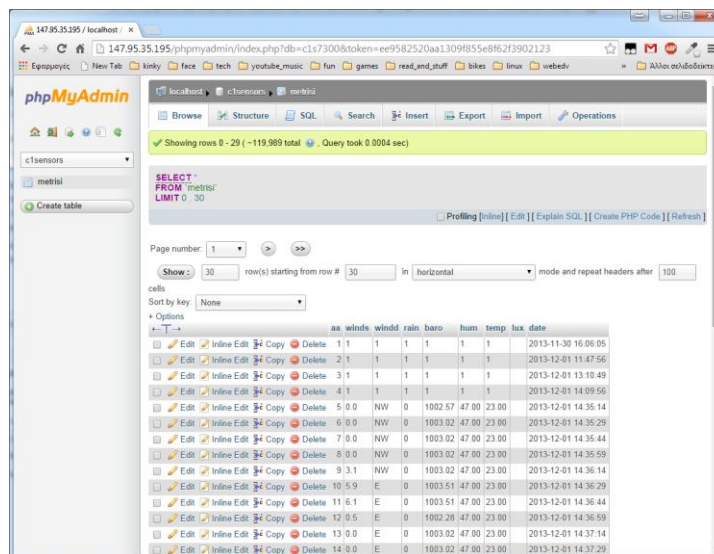 147.95.35.195 / localhost /
147.95.35.195/phpmyadmin/index.php?db=c1s7300&token=ee9582520aa1309f855e8f62f3902123
Εφαρμογές New Tab kinky face tech youtube_music fun games read_and_stuff bikes linux webedv » Άλλοι σελιδοδείκτες
phpMyAdmin
localhost c1sensors metrisi
Browse Structure SQL Search Insert Export Import Operations
Showing rows 0 - 29 ( ~119,989 total , Query took 0.0004 sec)
c1sensors
metrisi
Create table
SELECT *
FROM `metrisi`
LIMIT 0 , 30
Profiling [Inline] [ Edit ] [ Explain SQL ] [ Create PHP Code ] [ Refresh ]
Page number: 1 > >>
Show : 30 row(s) starting from row # 30 in horizontal mode and repeat headers after 100
cells
Sort by key: None
+ Options
←T→ aa winds windd rain baro hum temp lux date
Edit Inline Edit Copy Delete 1 1 1 1 1 1 1 2013-11-30 16:06:05
Edit Inline Edit Copy Delete 2 1 1 1 1 1 1 2013-12-01 11:47:56
Edit Inline Edit Copy Delete 3 1 1 1 1 1 1 2013-12-01 13:10:49
Edit Inline Edit Copy Delete 4 1 1 1 1 1 1 2013-12-01 14:09:56
Edit Inline Edit Copy Delete 5 0.0 NW 0 1002.57 47.00 23.00 2013-12-01 14:35:14
Edit Inline Edit Copy Delete 6 0.0 NW 0 1003.02 47.00 23.00 2013-12-01 14:35:29
Edit Inline Edit Copy Delete 7 0.0 NW 0 1003.02 47.00 23.00 2013-12-01 14:35:44
Edit Inline Edit Copy Delete 8 0.0 NW 0 1003.02 47.00 23.00 2013-12-01 14:35:59
Edit Inline Edit Copy Delete 9 3.1 NW 0 1003.02 47.00 23.00 2013-12-01 14:36:14
Edit Inline Edit Copy Delete 10 5.9 E 0 1003.51 47.00 23.00 2013-12-01 14:36:29
Edit Inline Edit Copy Delete 11 6.1 E 0 1003.51 47.00 23.00 2013-12-01 14:36:44
Edit Inline Edit Copy Delete 12 0.5 E 0 1002.28 47.00 23.00 2013-12-01 14:36:59
Edit Inline Edit Copy Delete 13 0.0 E 0 1003.02 47.00 23.00 2013-12-01 14:37:14
Edit Inline Edit Copy Delete 14 0.0 E 0 1003.02 47.00 23.00 2013-12-01 14:37:29